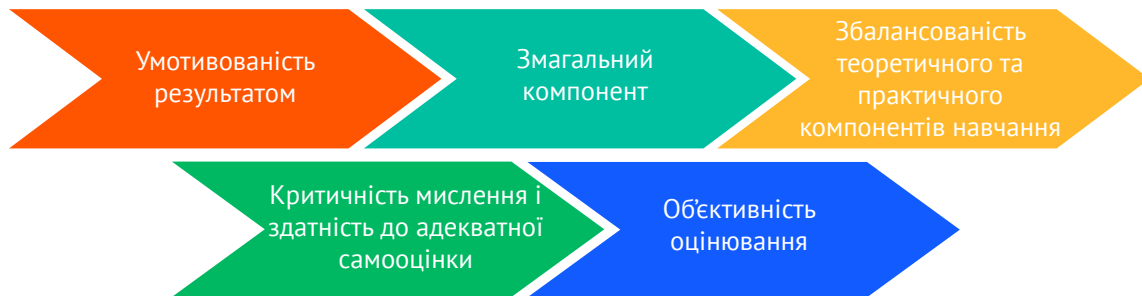 Умотивованість
результатом
Змагальний
компонент
Збалансованість
теоретичного та
практичного
компонентів навчання
Критичність мислення і
здатність до адекватної
самооцінки
Об'єктивність
оцінювання